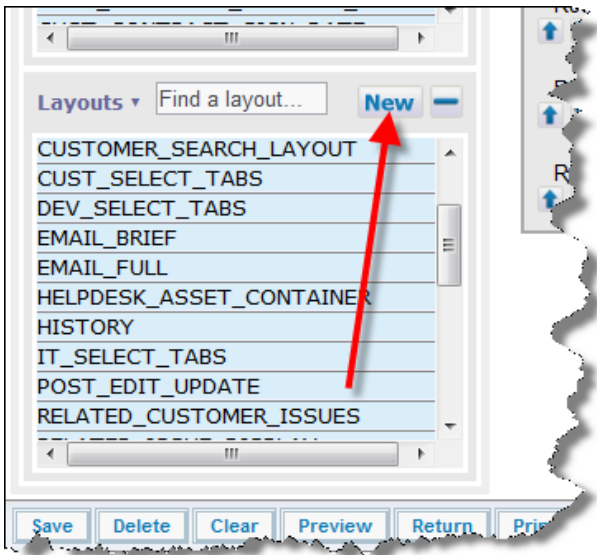 Layouts Find a layout... New
CUSTOMER_SEARCH_LAYOUT
CUST_SELECT_TABS
DEV_SELECT_TABS
EMAIL_BRIEF
EMAIL_FULL
HELPDESK_ASSET_CONTAINER
HISTORY
IT_SELECT_TABS
POST_EDIT_UPDATE
RELATED_CUSTOMER_ISSUES
Save Delete Clear Preview Return